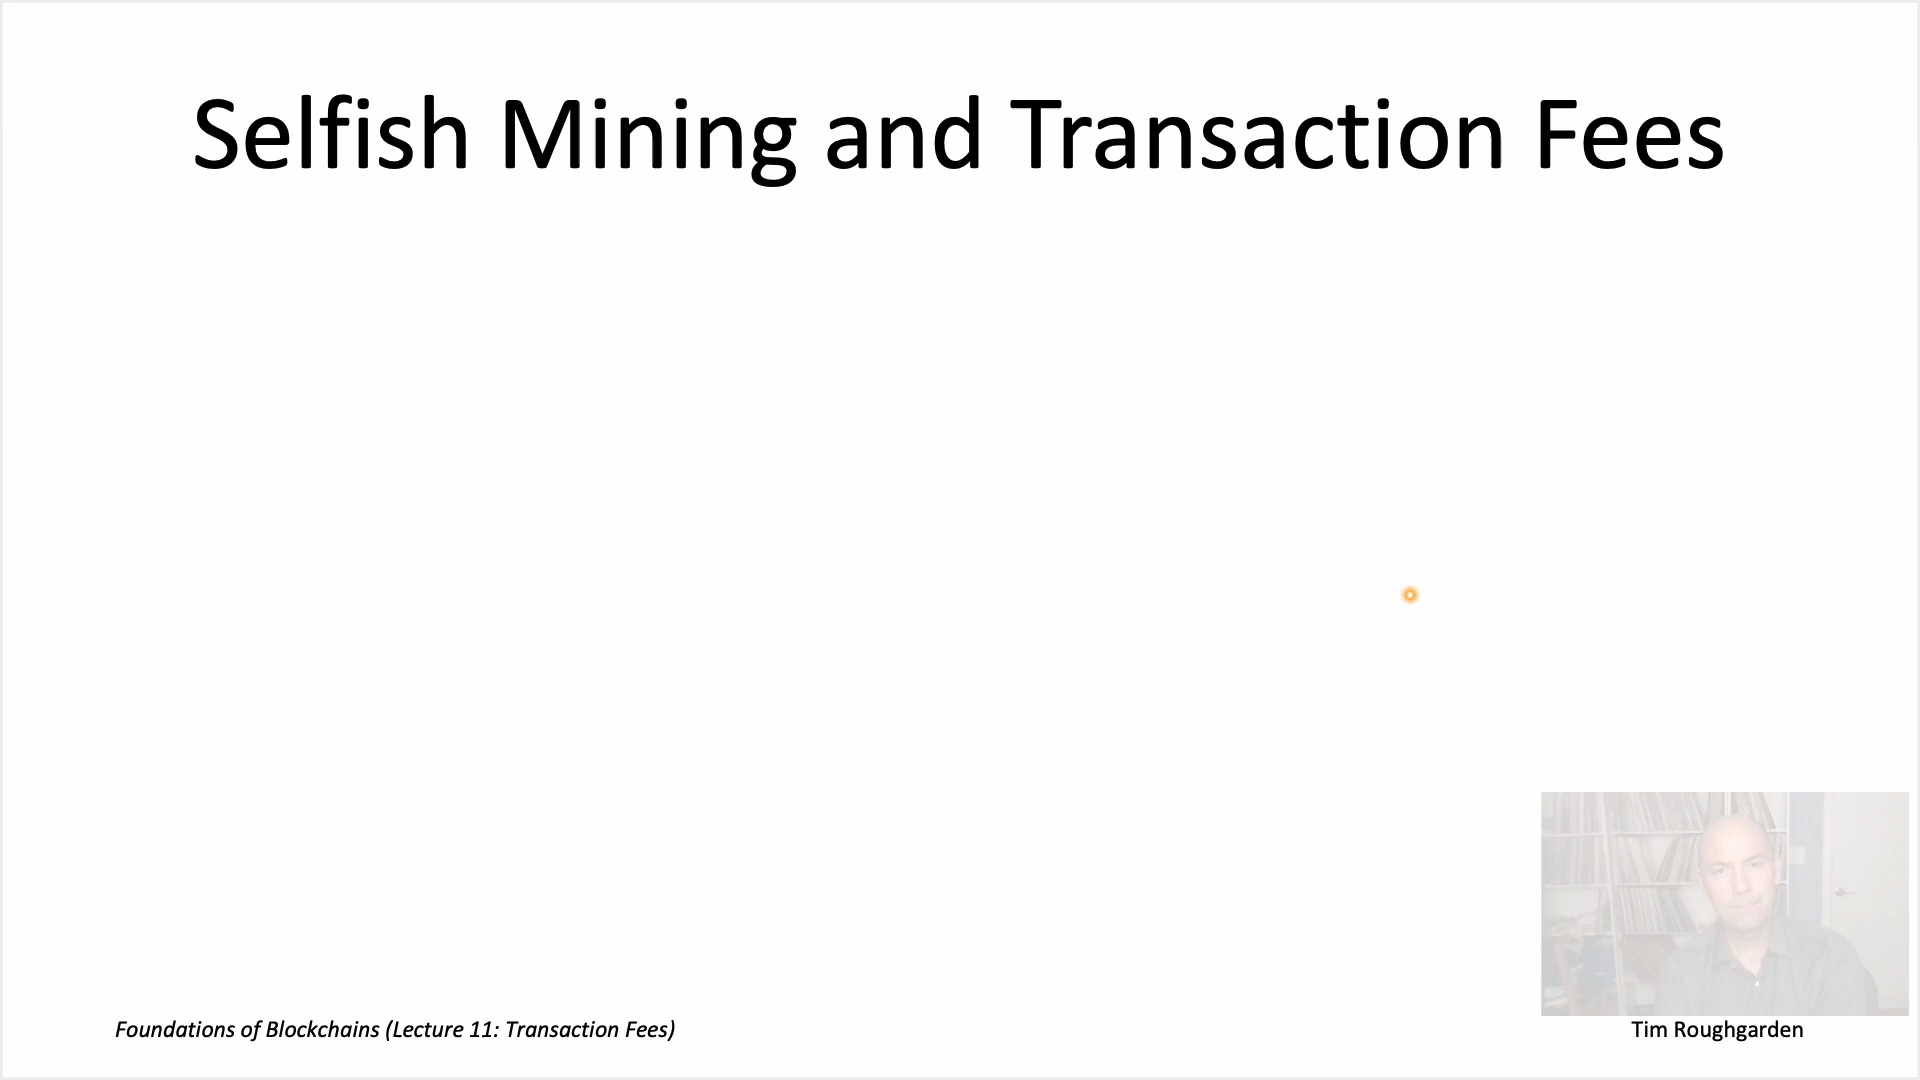 Selfish Mining and Transaction Fees
Foundations of Blockchains (Lecture 11: Transaction Fees)
Tim Roughgarden